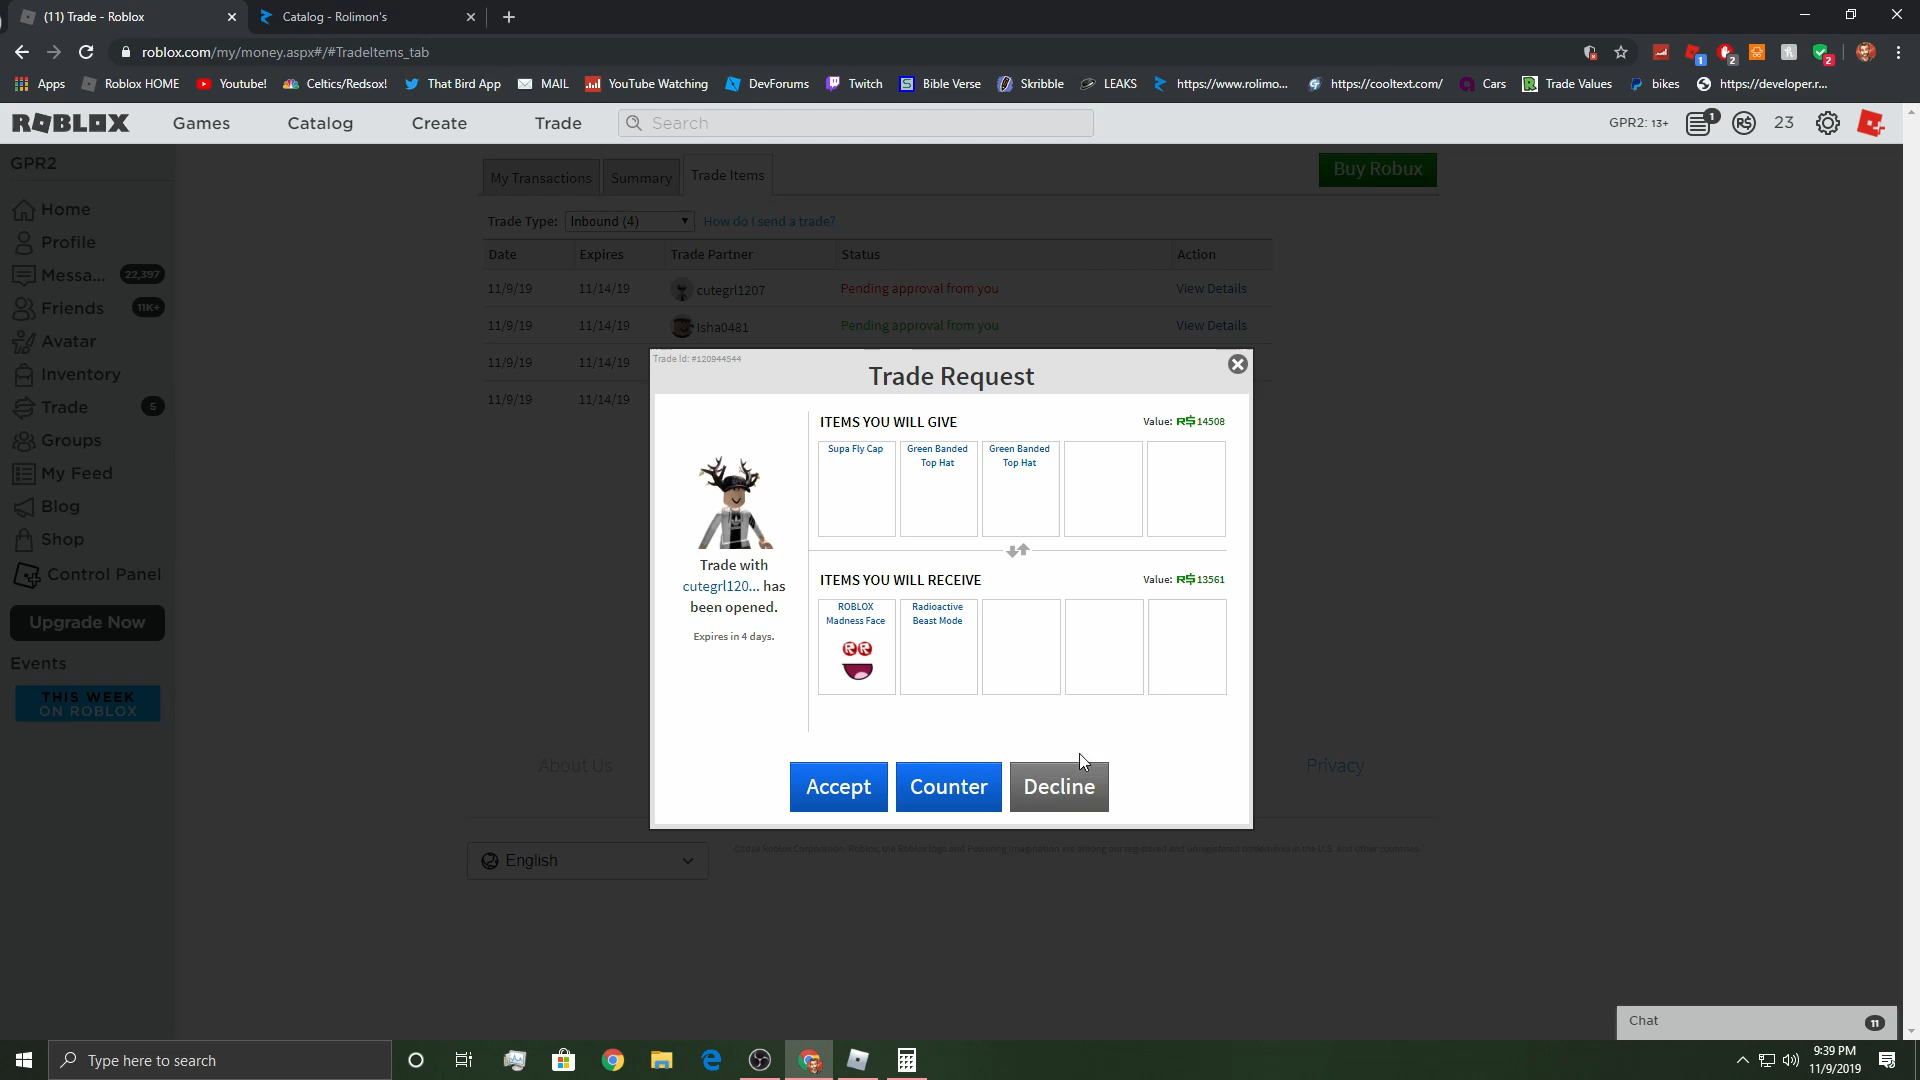 (11) Trade - Roblox
Catalog - Rolimon's
roblox.com/my/money.aspx#/#TradeItems_tab
Apps Roblox HOME Youtube! Celtics/Redsox! That Bird App MAIL YouTube Watching DevForums Twitch Bible Verse Skribble LEAKS https://www.rolimo... https://cooltext.com/ Cars Trade Values bikes https://developer.r...
ROBLOX Games Catalog Create Trade Search GPR2: 13+ 1 23
GPR2
Home
Profile
Messa... 22,397
Friends 11K+
Avatar
Inventory
Trade 5
Groups
My Feed
Blog
Shop
Control Panel
Upgrade Now
Events
THIS WEEK
ON ROBLOX
My Transactions Summary Trade Items Buy Robux
Trade Type: Inbound (4) How do I send a trade?
Date Expires Trade Partner Status Action
11/9/19 11/14/19 cutegrl1207 Pending approval from you View Details
11/9/19 11/14/19 Isha0481 Pending approval from you View Details
11/9/19 11/14/19
11/9/19 11/14/19
Trade Id: #120944544
Trade Request
Trade with
cutegrl120... has
been opened.
Expires in 4 days.
ITEMS YOU WILL GIVE Value: R$14508
Supa Fly Cap
Green Banded
Top Hat
Green Banded
Top Hat
ITEMS YOU WILL RECEIVE Value: R$13561
ROBLOX
Madness Face
Radioactive
Beast Mode
Accept Counter Decline
About Us Privacy
English
Chat 11
Type here to search
9:39 PM
11/9/2019